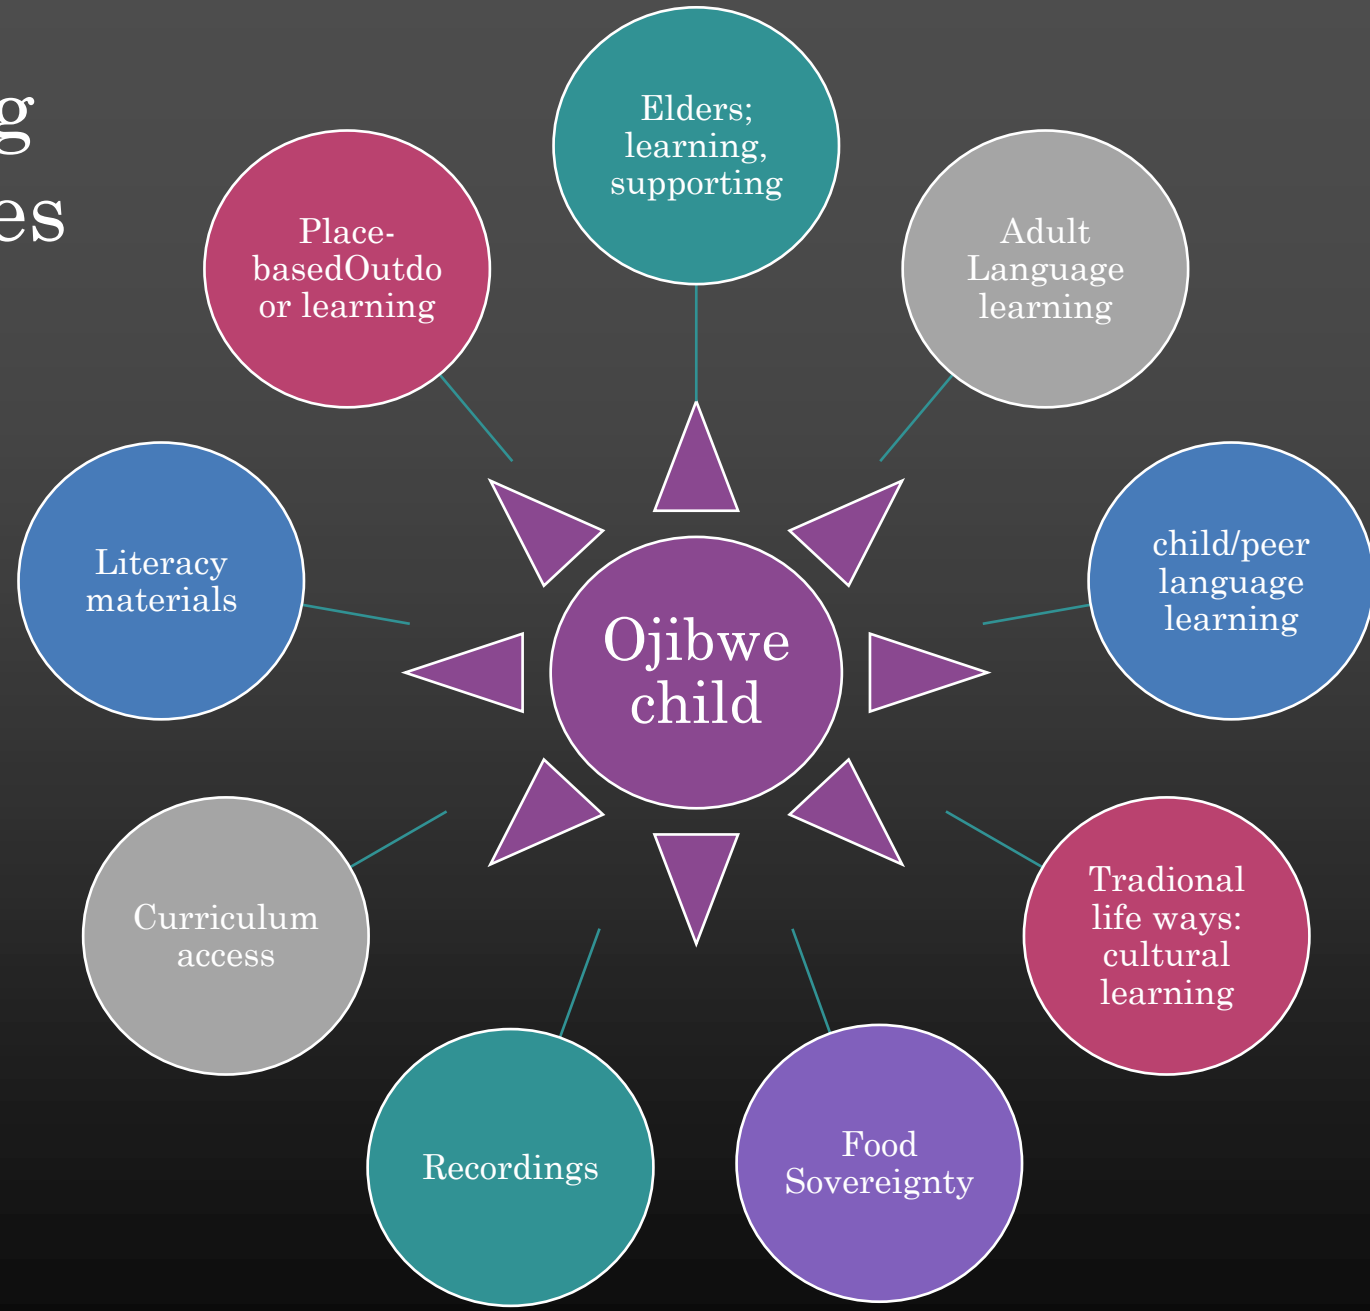 g
es
Elders;
learning,
supporting
Place-
basedOutdo
or learning
Adult
Language
learning
Literacy
materials
child/peer
language
learning
Ojibwe
child
Curriculum
access
Tradional
life ways:
cultural
learning
Recordings
Food
Sovereignty